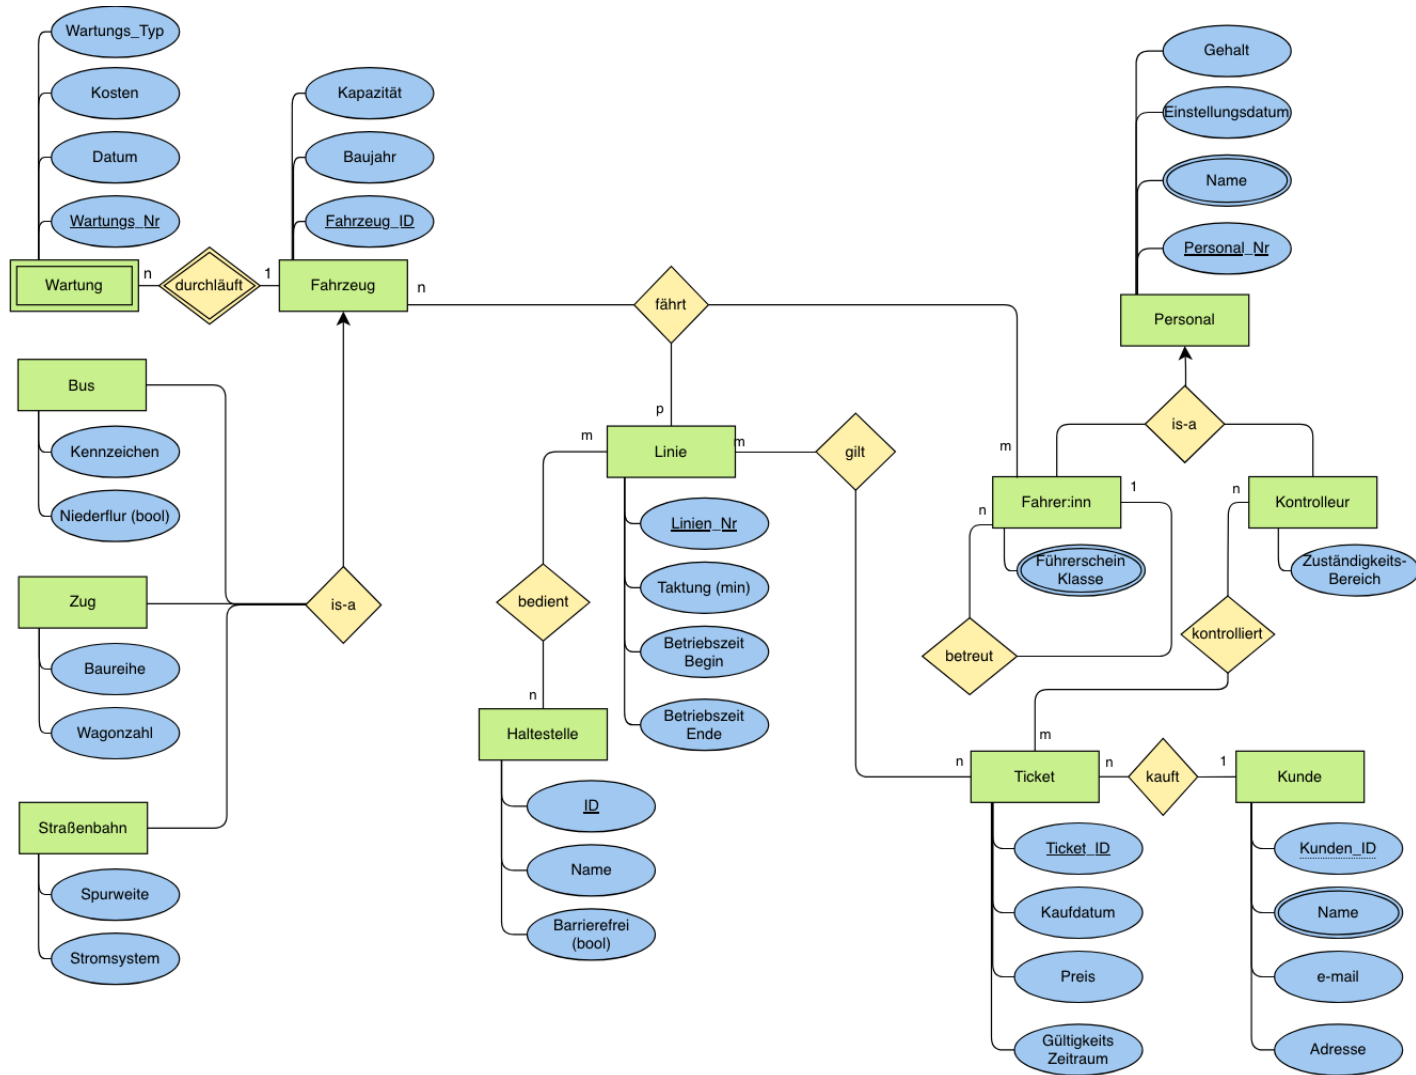 Wartungs_Typ
Kosten
Datum
Wartungs_Nr
Wartung
n
durchläuft
1
Kapazität
Baujahr
Fahrzeug_ID
Fahrzeug
n
fährt
p
m
Gehalt
Einstellungsdatum
Name
Personal_Nr
Personal
is-a
Bus
Kennzeichen
Niederflur (bool)
Zug
Baureihe
Wagonzahl
Straßenbahn
Spurweite
Stromsystem
is-a
m
Linie
m
gilt
Linien_Nr
Taktung (min)
Betriebszeit
Begin
Betriebszeit
Ende
bedient
n
Haltestelle
ID
Name
Barrierefrei
(bool)
Fahrer:inn
1
n
Führerschein
Klasse
betreut
n
Kontrolleur
Zuständigkeits-
Bereich
kontrolliert
m
n
Ticket
n
kauft
1
Kunde
Ticket_ID
Kaufdatum
Preis
Gültigkeits
Zeitraum
Kunden_ID
Name
e-mail
Adresse